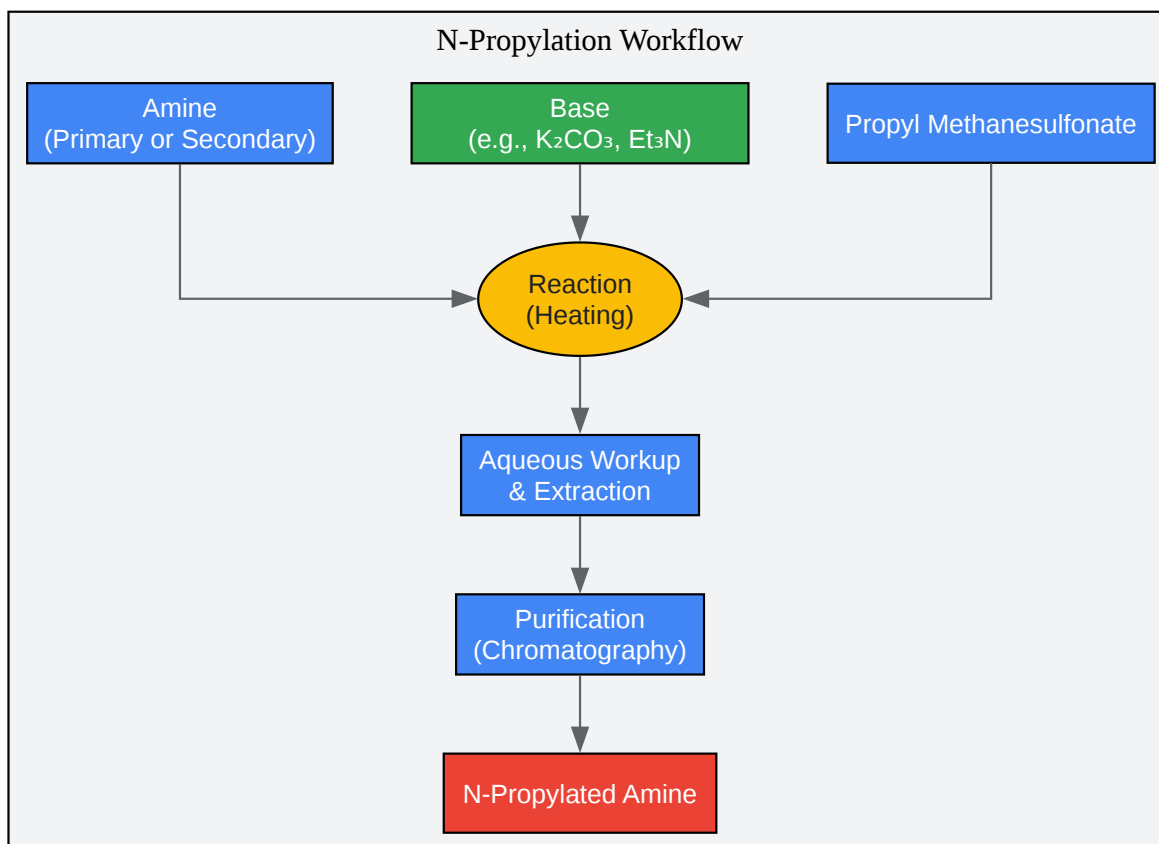 N-Propylation Workflow
Amine
(Primary or Secondary)
Base
(e.g., K₂CO₃, Et₃N)
Propyl Methanesulfonate
Reaction
(Heating)
Aqueous Workup
& Extraction
Purification
(Chromatography)
N-Propylated Amine